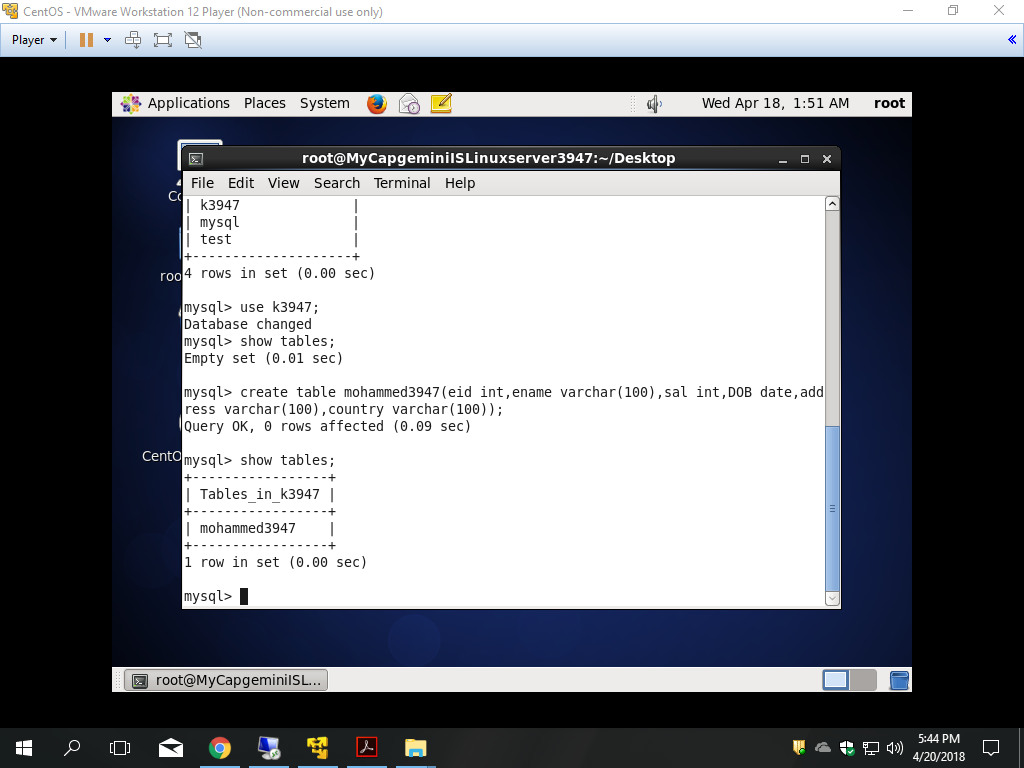 CentOS - VMware Workstation 12 Player (Non-commercial use only)
Player
Applications Places System Wed Apr 18, 1:51 AM root
root@MyCapgeminiISLinuxserver3947:~/Desktop
File Edit View Search Terminal Help
| k3947 |
| mysql |
| test |
+--------------------+
4 rows in set (0.00 sec)
mysql> use k3947;
Database changed
mysql> show tables;
Empty set (0.01 sec)
mysql> create table mohammed3947(eid int,ename varchar(100),sal int,DOB date,add
ress varchar(100),country varchar(100));
Query OK, 0 rows affected (0.09 sec)
mysql> show tables;
+-----------------+
| Tables_in_k3947 |
+-----------------+
| mohammed3947 |
+-----------------+
1 row in set (0.00 sec)
mysql>
Co
roo
CentO
root@MyCapgeminiISL...
5:44 PM
4/20/2018